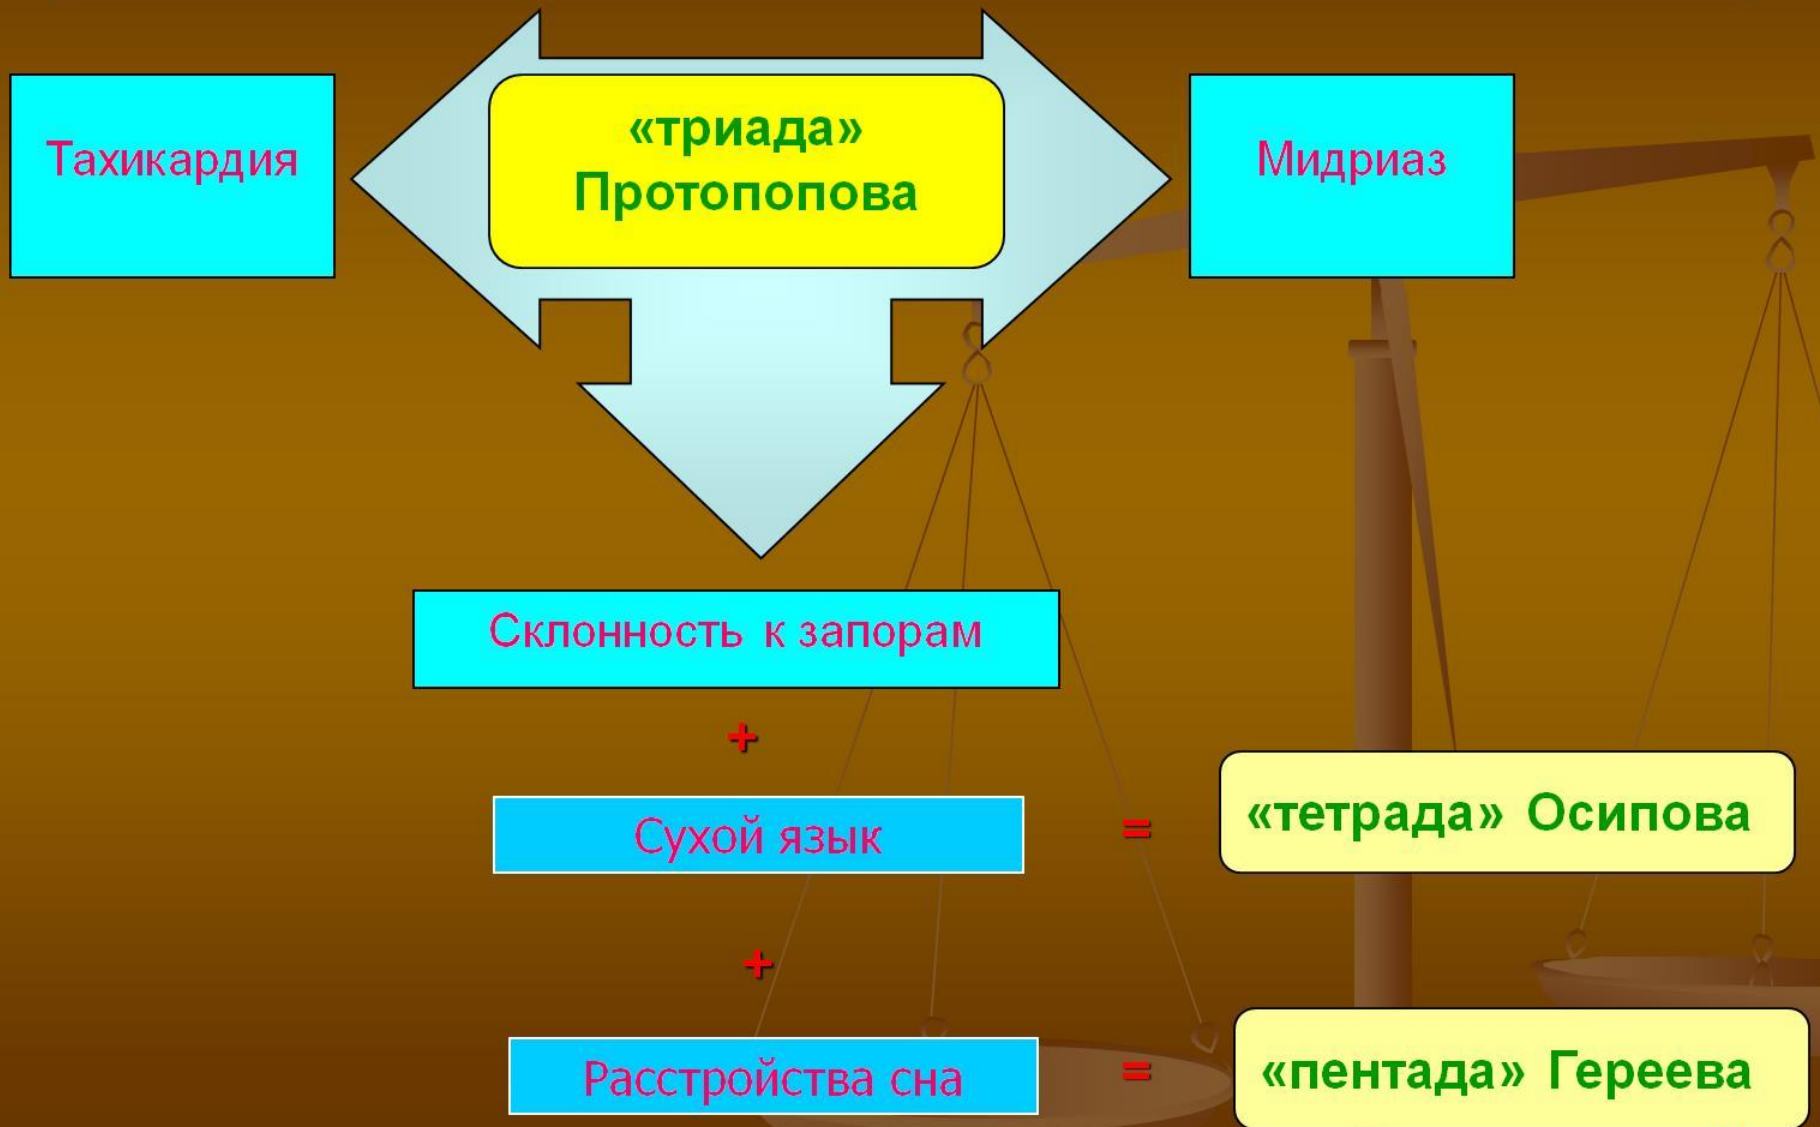 Тахикардия
«триада»
Протопопова
Мидриаз
Склонность к запорам
+
Сухой язык
=
«тетрада» Осипова
+
Расстройства сна
=
«пентада» Гереева